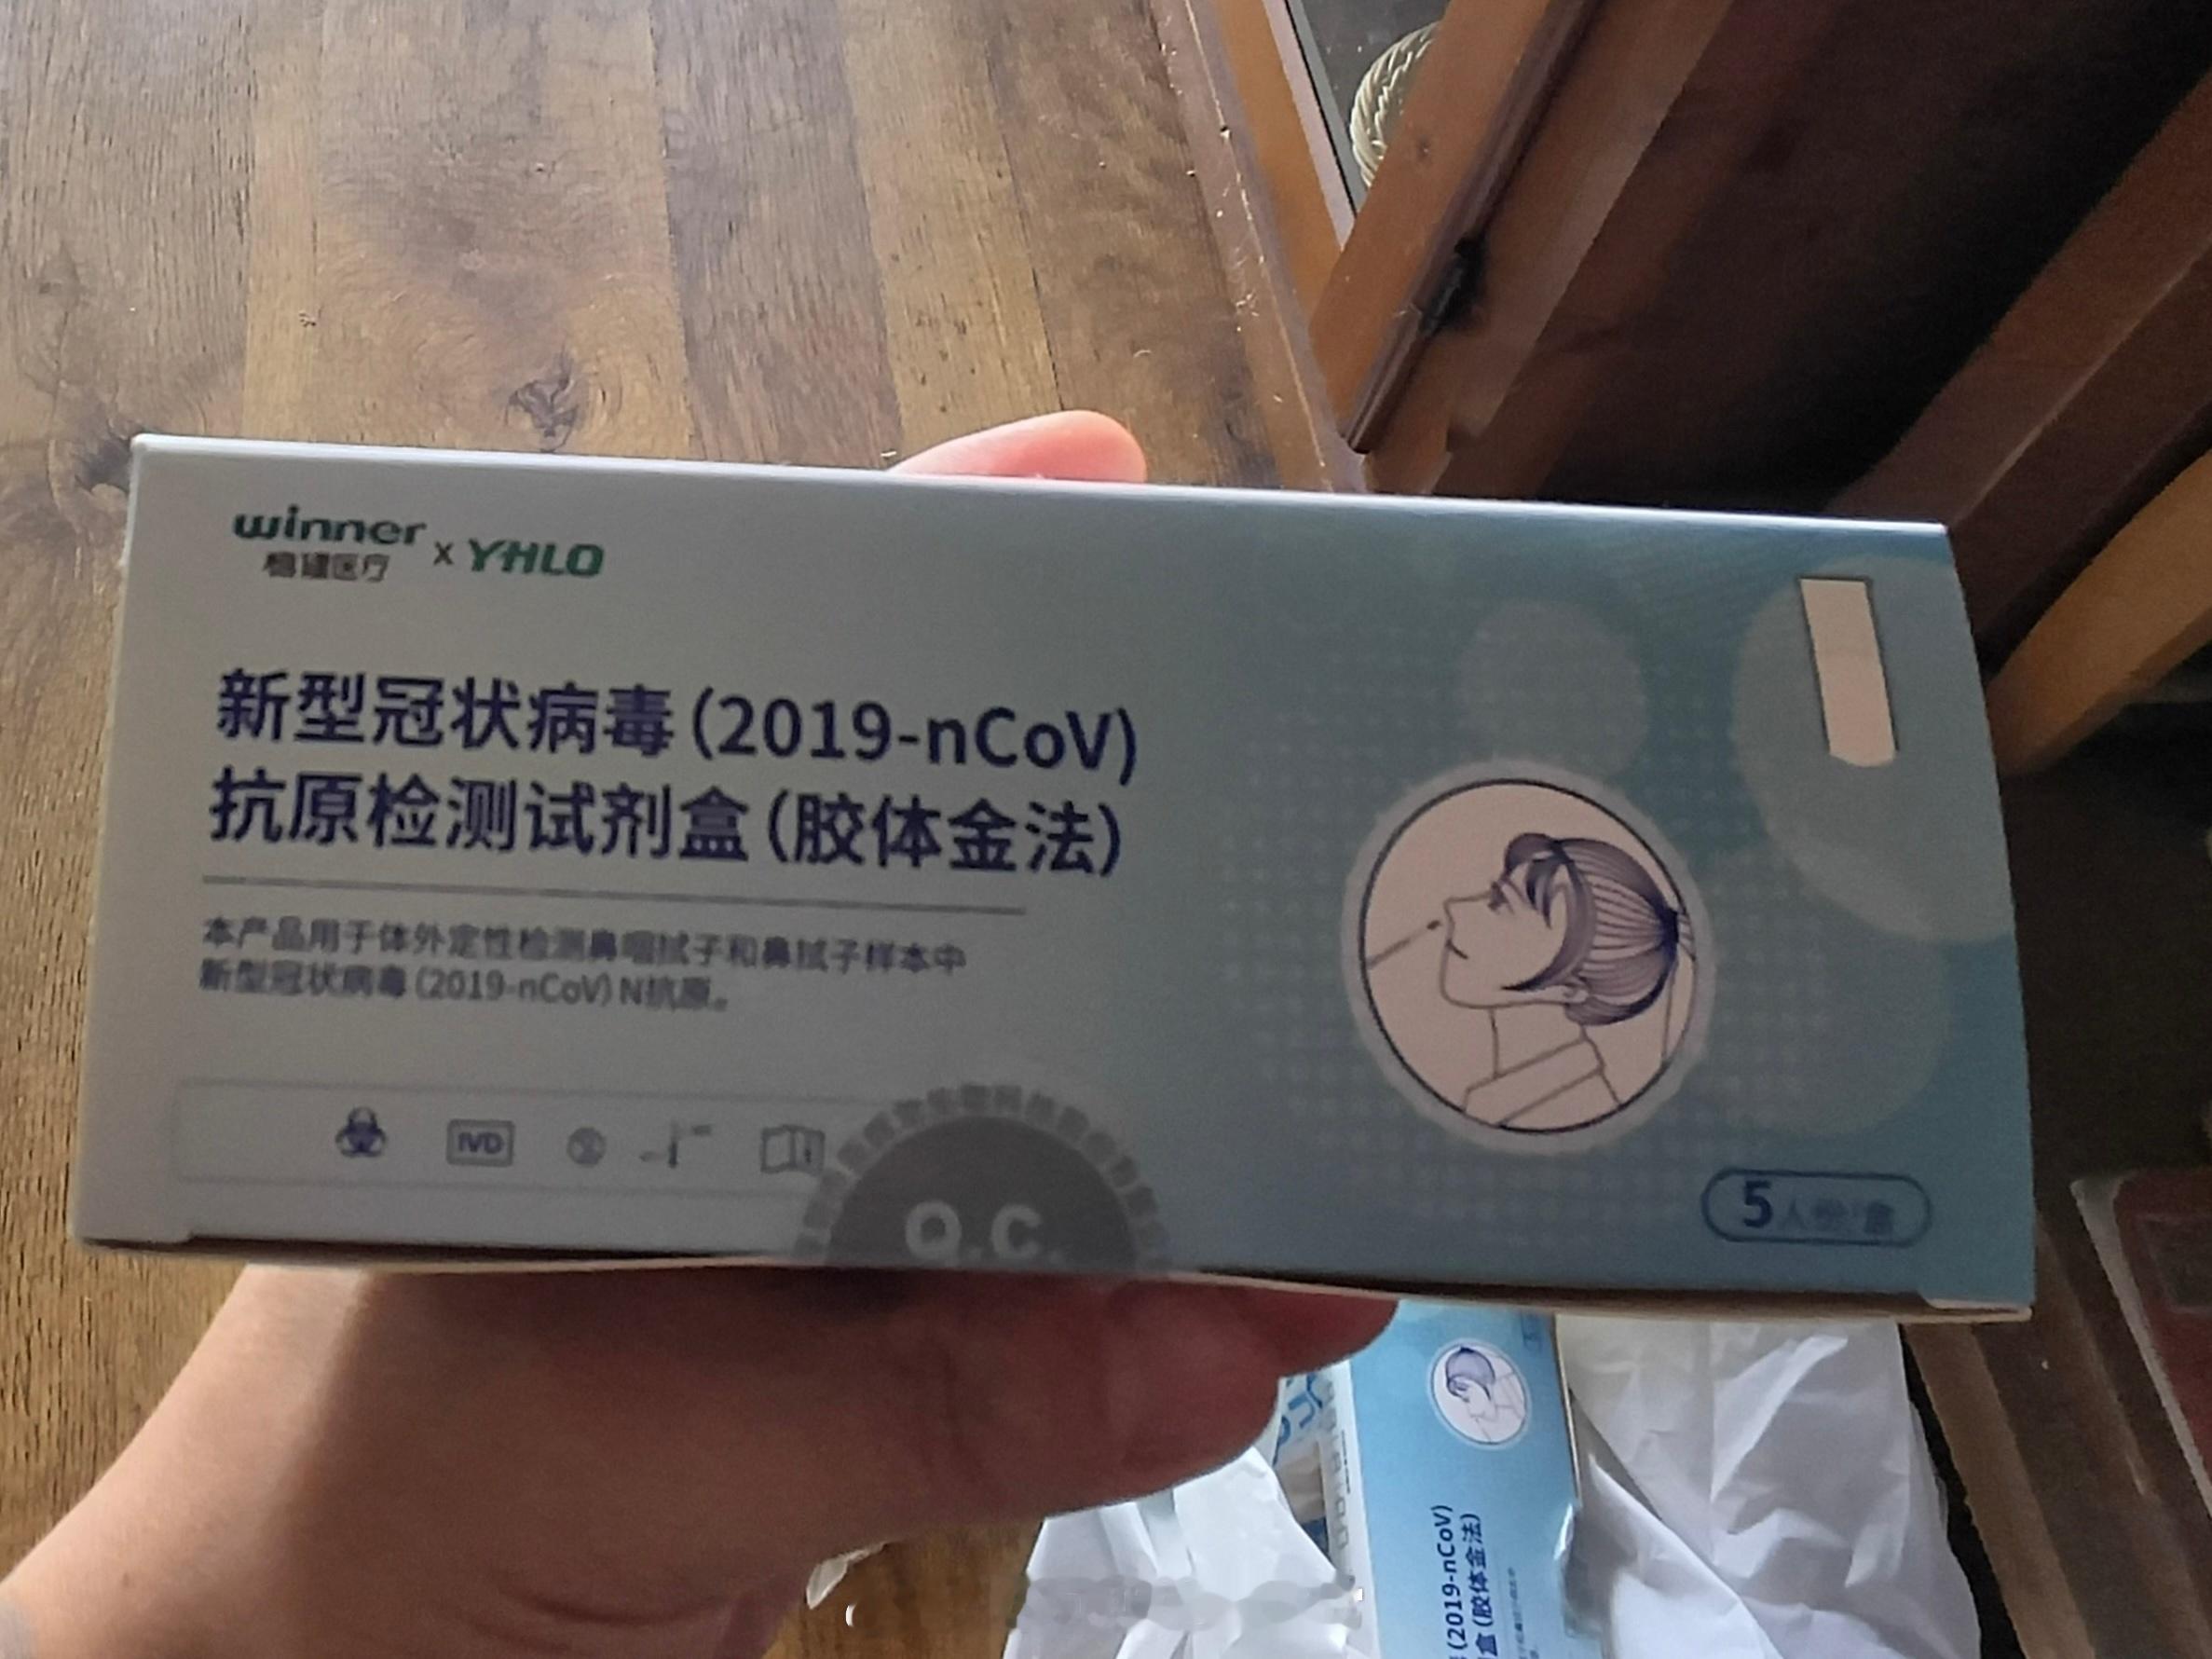 winner
稳健医疗
x YHLO
新型冠状病毒(2019-nCoV)
抗原检测试剂盒(胶体金法)
本产品用于体外定性检测鼻咽拭子和鼻拭子样本中
新型冠状病毒(2019-nCoV)N抗原。
IVD
Q.C.
5人份/盒
(2019-nCoV)
盒(胶体金法)